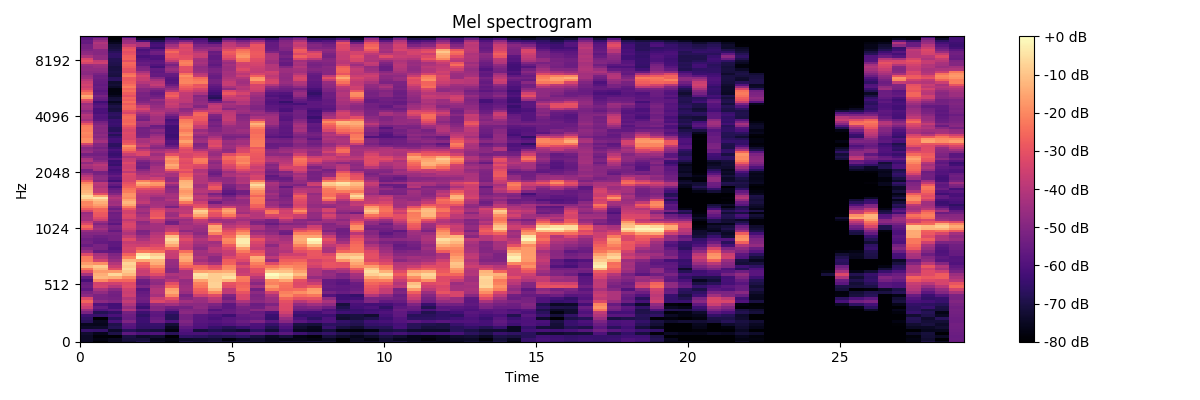 Mel spectrogram
Hz
8192
4096
2048
1024
512
0
0 5 10 15 20 25
Time
+0 dB
-10 dB
-20 dB
-30 dB
-40 dB
-50 dB
-60 dB
-70 dB
-80 dB